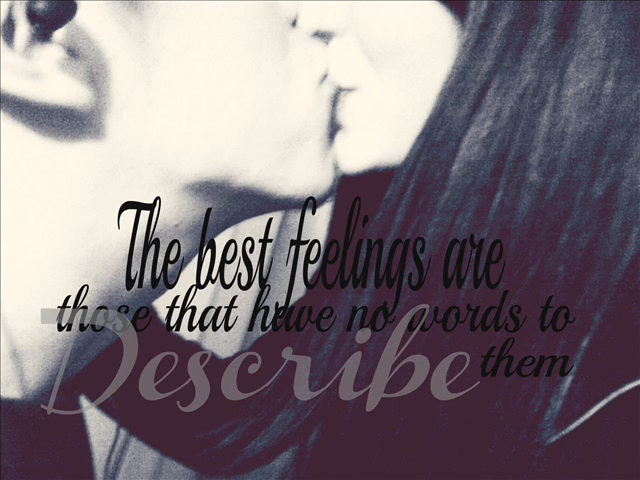 The best feelings are
those that have no words to
Describe them